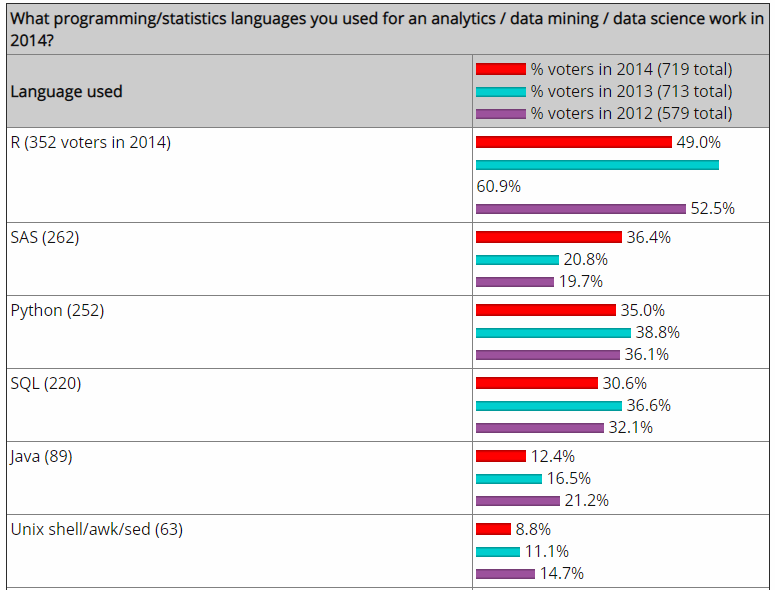 What programming/statistics languages you used for an analytics / data mining / data science work in
2014?
Language used
% voters in 2014 (719 total)
% voters in 2013 (713 total)
% voters in 2012 (579 total)
R (352 voters in 2014)
49.0%
60.9%
52.5%
SAS (262)
36.4%
20.8%
19.7%
Python (252)
35.0%
38.8%
36.1%
SQL (220)
30.6%
36.6%
32.1%
Java (89)
12.4%
16.5%
21.2%
Unix shell/awk/sed (63)
8.8%
11.1%
14.7%